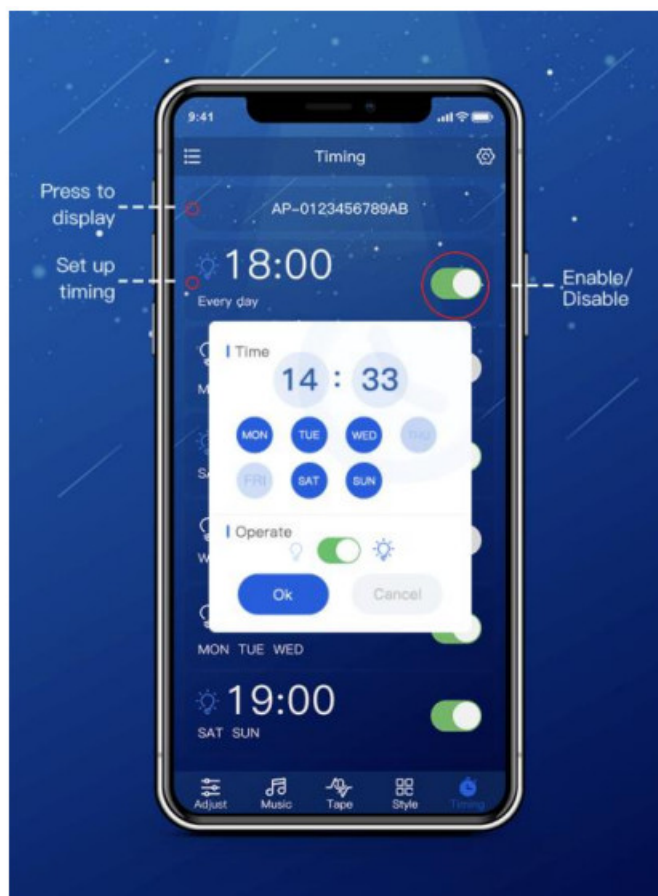 9:41
Timing
Press to
display
AP-0123456789AB
Set up
timing
18:00
Every day
Enable/
Disable
Time
14 : 33
MON TUE WED THU
FRI SAT SUN
Operate
Ok Cancel
MON TUE WED
19:00
SAT SUN
Adjust Music Tape Style Timing